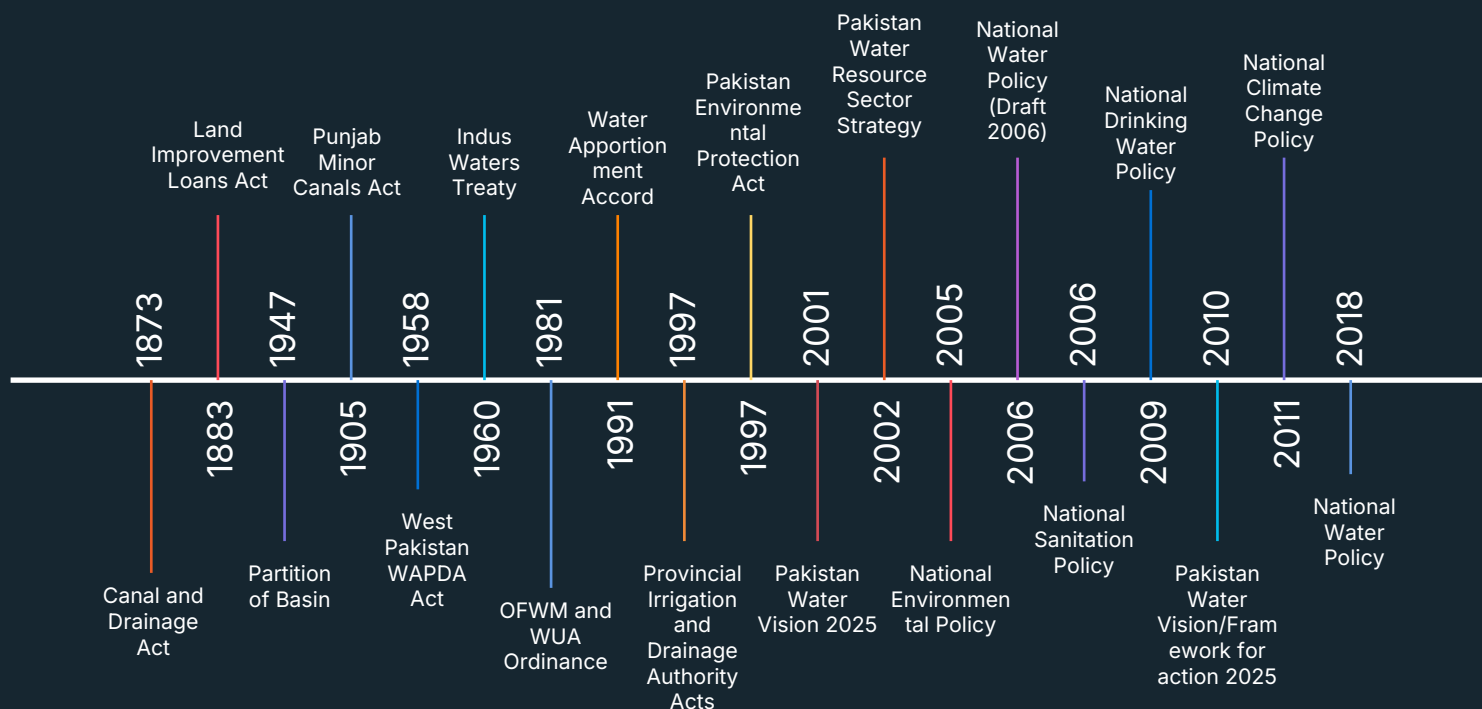 Land
Improvement
Loans Act
Punjab
Minor
Canals Act
Indus
Waters
Treaty
Water
Apportion
ment
Accord
Pakistan
Environme
ntal
Protection
Act
Pakistan
Water
Resource
Sector
Strategy
National
Water
Policy
(Draft
2006)
National
Drinking
Water
Policy
National
Climate
Change
Policy
1873
1947
1958
1981
1997
2001
2005
2006
2010
2018
1883
1905
1960
1991
1997
2002
2006
2009
2011
Canal and
Drainage
Act
Partition
of Basin
West
Pakistan
WAPDA
Act
OFWM and
WUA
Ordinance
Provincial
Irrigation
and
Drainage
Authority
Acts
Pakistan
Water
Vision 2025
National
Environmen
tal Policy
National
Sanitation
Policy
Pakistan
Water
Vision/Fram
ework for
action 2025
National
Water
Policy